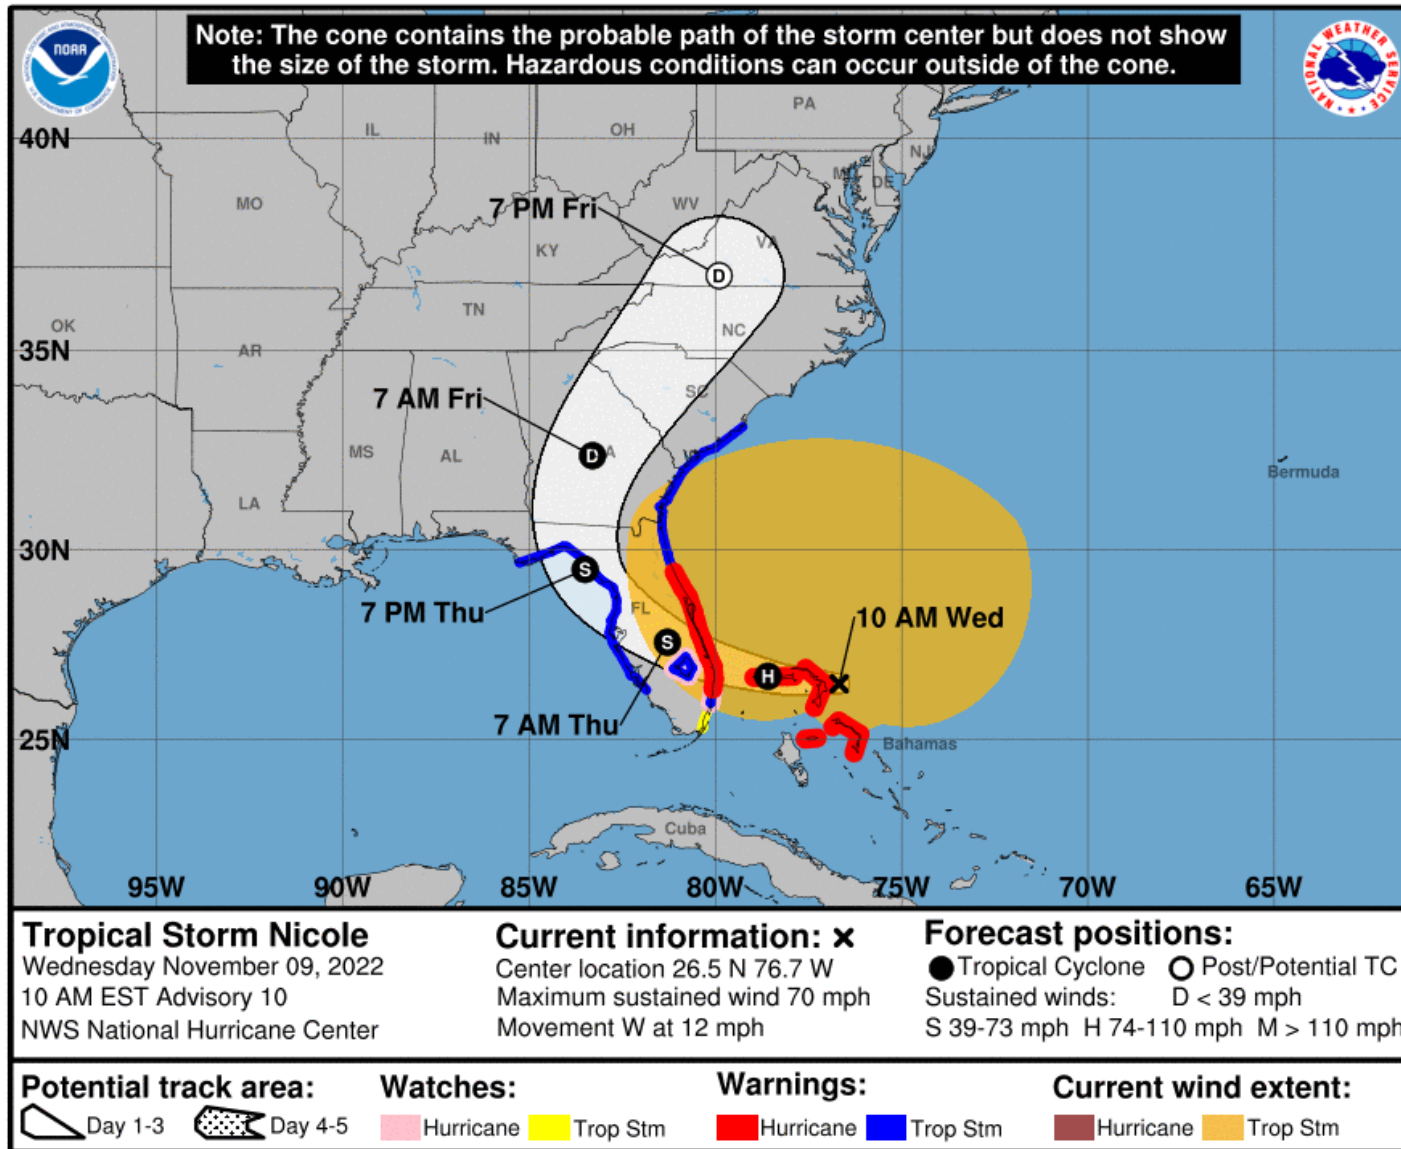 Note: The cone contains the probable path of the storm center but does not show
the size of the storm. Hazardous conditions can occur outside of the cone.
NOAA
NATIONAL WEATHER SERVICE
PA
IL
IN
OH
40N
NJ
DE
MO
WV
7 PM Fri
KY
VA
D
TN
OK
NC
AR
35N
SC
7 AM Fri
D
MS
AL
Bermuda
LA
30N
S
7 PM Thu
FL
10 AM Wed
S
H
7 AM Thu
25N
Bahamas
Cuba
95W
90W
85W
80W
75W
70W
65W
Tropical Storm Nicole
Wednesday November 09, 2022
10 AM EST Advisory 10
NWS National Hurricane Center
Current information: ×
Center location 26.5 N 76.7 W
Maximum sustained wind 70 mph
Movement W at 12 mph
Forecast positions:
Tropical Cyclone Post/Potential TC
Sustained winds: D < 39 mph
S 39-73 mph H 74-110 mph M > 110 mph
Potential track area:
Day 1-3 Day 4-5
Watches:
Hurricane Trop Stm
Warnings:
Hurricane Trop Stm
Current wind extent:
Hurricane Trop Stm